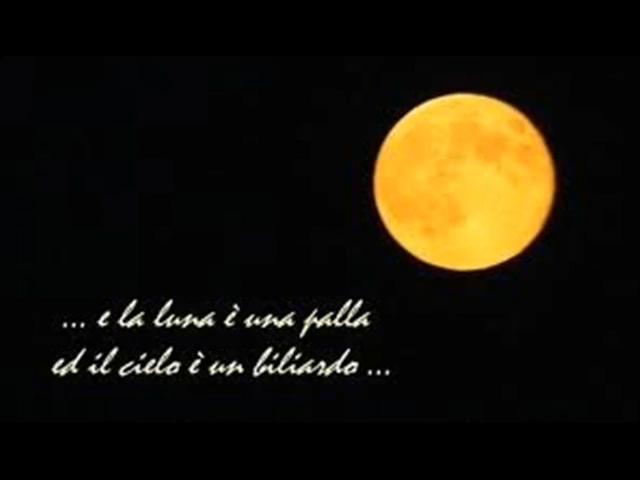 ... e la luna è una palla
ed il cielo è un biliardo ...